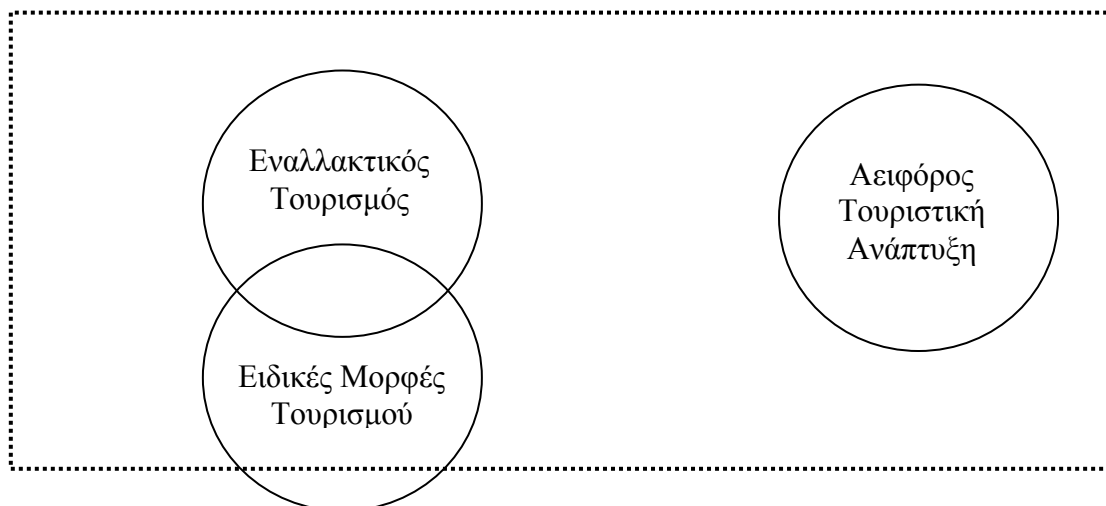 Εναλλακτικός
Τουρισμός
Αειφόρος
Τουριστική
Ανάπτυξη
Ειδικές Μορφές
Τουρισμού